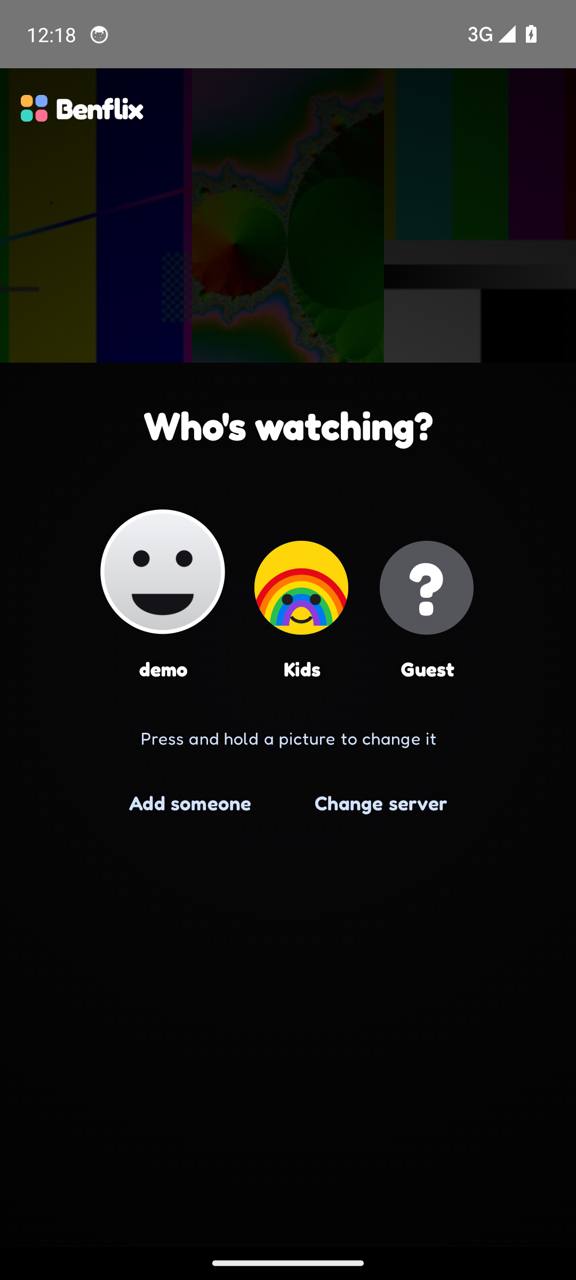 12:18
3G
Benflix
Who's watching?
?
demo
Kids
Guest
Press and hold a picture to change it
Add someone
Change server